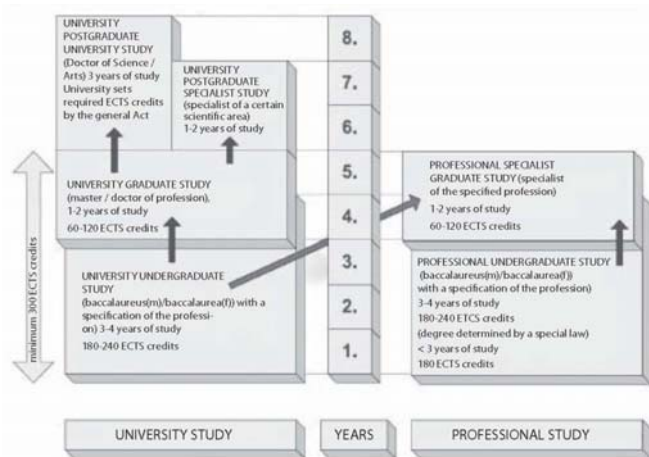 UNIVERSITY
POSTGRADUATE
UNIVERSITY STUDY
(Doctor of Science /
Arts) 3 years of study
University sets
required ECTS credits
by the general Act
UNIVERSITY
POSTGRADUATE
SPECIALIST STUDY
(specialist of a certain
scientific area)
1-2 years of study
UNIVERSITY GRADUATE STUDY
(master / doctor of profession),
1-2 years of study
60-120 ECTS credits
UNIVERSITY UNDERGRADUATE
STUDY
(baccalaureus(m)/baccalaurea(f)) with a
specification of the profess-
ion) 3-4 years of study
180-240 ECTS credits
minimum 300 ECTS credits
8.
7.
6.
5.
4.
3.
2.
1.
PROFESSIONAL SPECIALIST
GRADUATE STUDY (specialist
of the specified profession)
1-2 years of study
60-120 ECTS credits
PROFESSIONAL UNDERGRADUATE STUDY
(baccalaureus(m)/baccalaurea(f))
with a specification of the profession)
3-4 years of study
180-240 ETCS credits
(degree determined by a special law)
< 3 years of study
180 ECTS credits
UNIVERSITY STUDY
YEARS
PROFESSIONAL STUDY